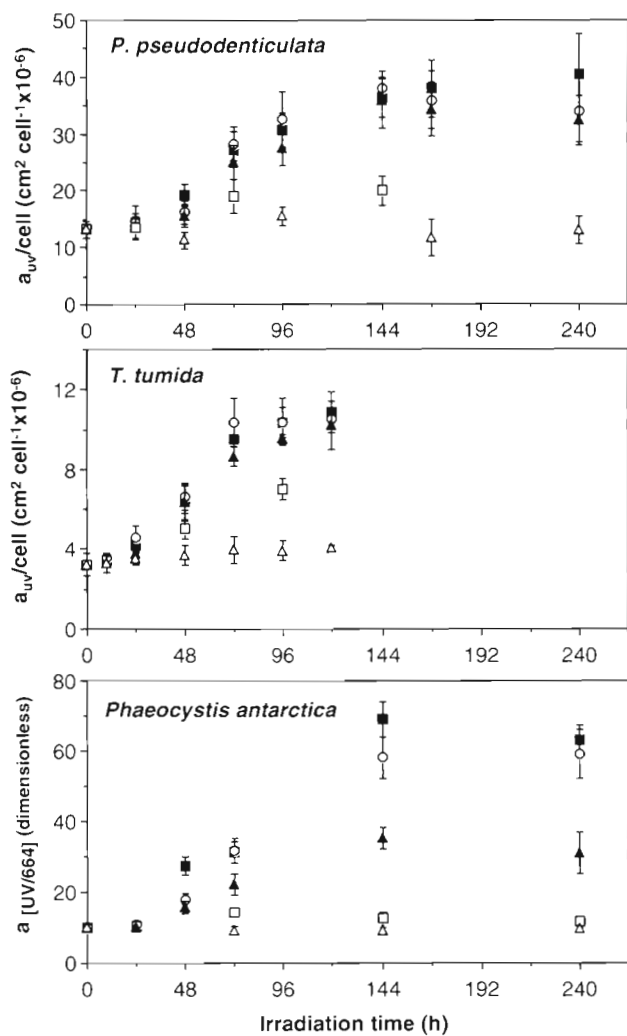 50
P. pseudodenticulata
40
30
20
10
0
a_uv/cell (cm² cell⁻¹x10⁻⁶)
0 48 96 144 192 240
T. tumida
12
8
4
0
a_uv/cell (cm² cell⁻¹x10⁻⁶)
0 48 96 144 192 240
80
Phaeocystis antarctica
60
40
20
0
a [UV/664] (dimensionless)
0 48 96 144 192 240
Irradiation time (h)